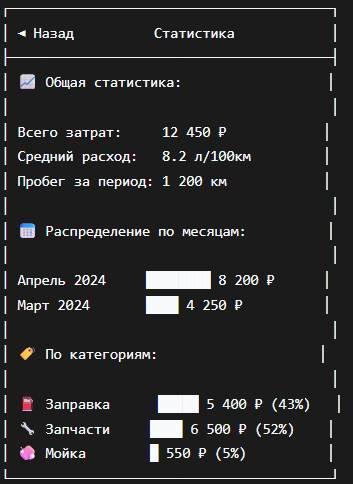 ◄ Назад Статистика
📈 Общая статистика:
Всего затрат: 12 450 ₽
Средний расход: 8.2 л/100км
Пробег за период: 1 200 км
📅 Распределение по месяцам:
Апрель 2024 ████████ 8 200 ₽
Март 2024 ████ 4 250 ₽
🏷️ По категориям:
⛽ Заправка █████ 5 400 ₽ (43%)
🔧 Запчасти ████ 6 500 ₽ (52%)
🧼 Мойка █ 550 ₽ (5%)